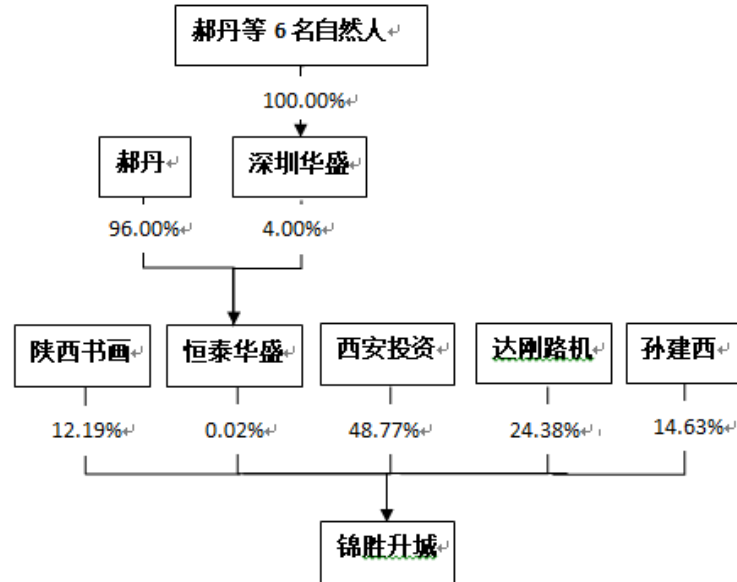 郝丹等 6 名自然人
100.00%
郝丹
深圳华盛
96.00%
4.00%
陕西书画
恒泰华盛
西安投资
达刚路机
孙建西
12.19%
0.02%
48.77%
24.38%
14.63%
锦胜升城